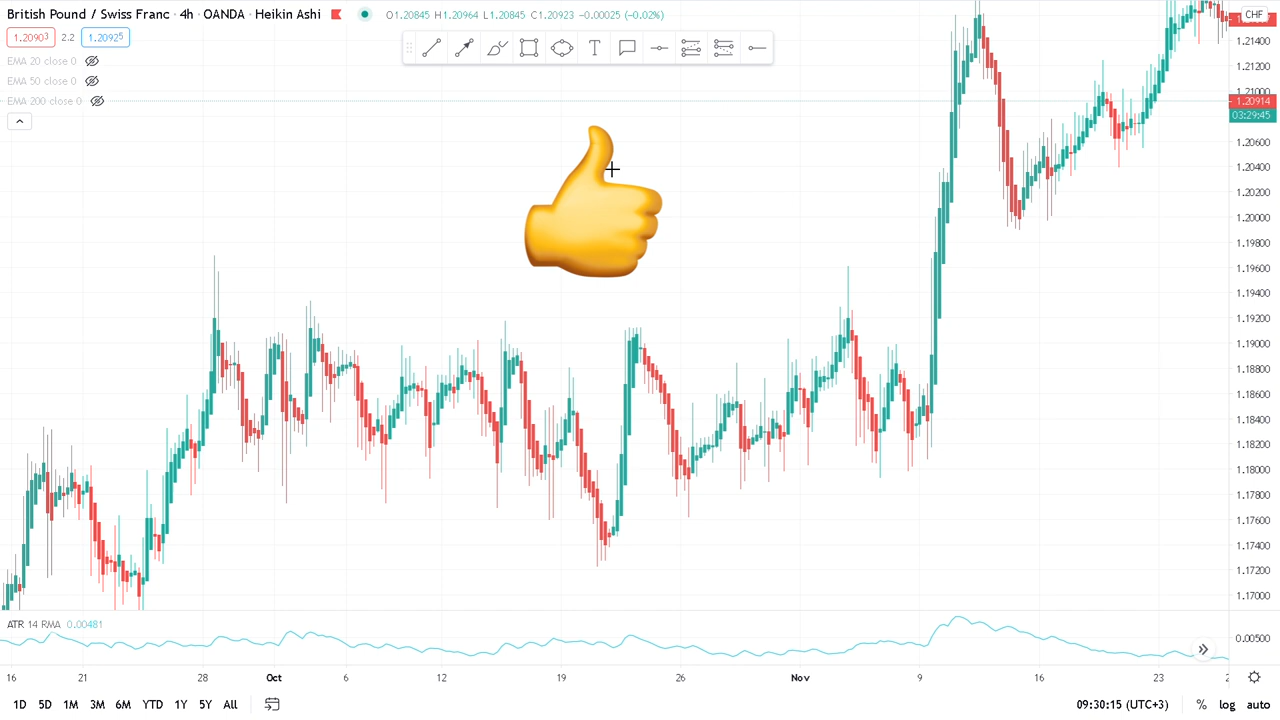 British Pound / Swiss Franc · 4h · OANDA · Heikin Ashi O1.20845 H1.20964 L1.20845 C1.20923 −0.00025 (−0.02%)
CHF
1.20903 2.2 1.20925
EMA 20 close 0
EMA 50 close 0
EMA 200 close 0
T
1.21400
1.21200
1.21000
1.20914
03:29:45
1.20600
1.20400
1.20200
1.20000
1.19800
1.19600
1.19400
1.19200
1.19000
1.18800
1.18600
1.18400
1.18200
1.18000
1.17800
1.17600
1.17400
1.17200
1.17000
ATR 14 RMA 0.00481
0.00500
16 21 28 Oct 6 12 19 26 Nov 9 16 23
1D 5D 1M 3M 6M YTD 1Y 5Y All 09:30:15 (UTC+3) % log auto